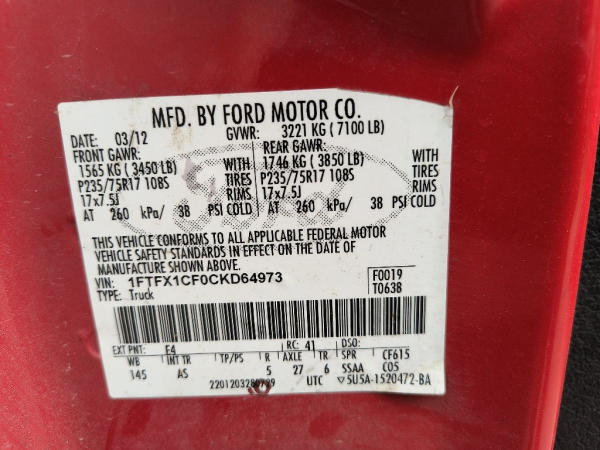 MFD. BY FORD MOTOR CO.
DATE: 03/12 GVWR: 3221 KG ( 7100 LB)
FRONT GAWR: REAR GAWR:
1565 KG ( 3450 LB) WITH 1746 KG ( 3850 LB) WITH
P235/75R17 108S TIRES P235/75R17 108S TIRES
17x7.5J RIMS 17x7.5J RIMS
AT 260 kPa/ 38 PSI COLD AT 260 kPa/ 38 PSI COLD
THIS VEHICLE CONFORMS TO ALL APPLICABLE FEDERAL MOTOR
VEHICLE SAFETY STANDARDS IN EFFECT ON THE DATE OF
MANUFACTURE SHOWN ABOVE.
VIN: 1FTFX1CF0CKD64973 F0019
TYPE: Truck T0638
EXT PNT: E4 RC: 41 DSO:
WB INT TR TP/PS R AXLE TR SPR CF615
145 AS 5 27 6 SSAA C05
UTC 5U5A-1520472-BA